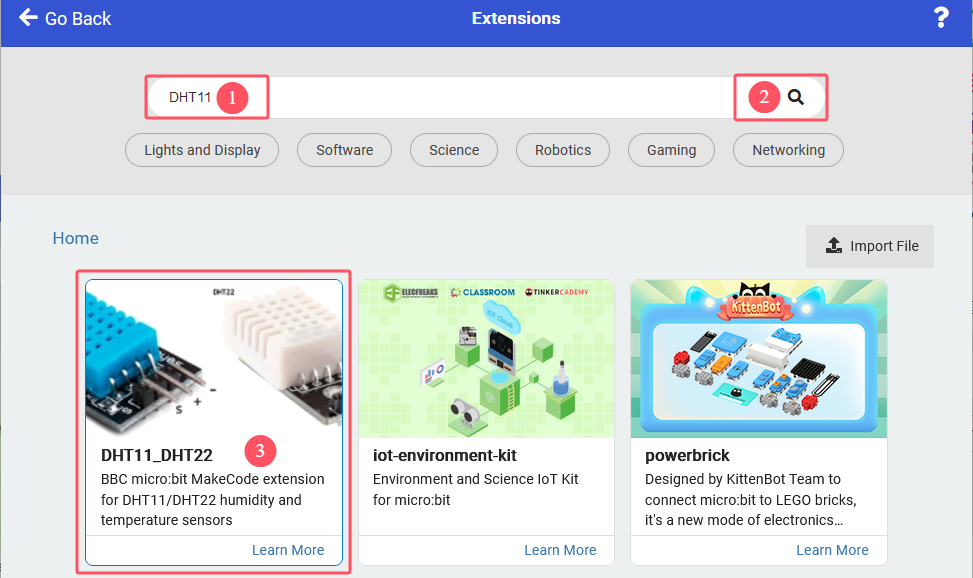 Go Back
Extensions
?
DHT11
1
2
Lights and Display
Software
Science
Robotics
Gaming
Networking
Home
Import File
DHT22
S + -
DHT11_DHT22
3
BBC micro:bit MakeCode extension
for DHT11/DHT22 humidity and
temperature sensors
Learn More
ELECFREAKS CLASSROOM TINKERCADEMY
IOT Cloud
iot-environment-kit
Environment and Science IoT Kit
for micro:bit
Learn More
KittenBot
powerbrick
Designed by KittenBot Team to
connect micro:bit to LEGO bricks,
it's a new mode of electronics…
Learn More